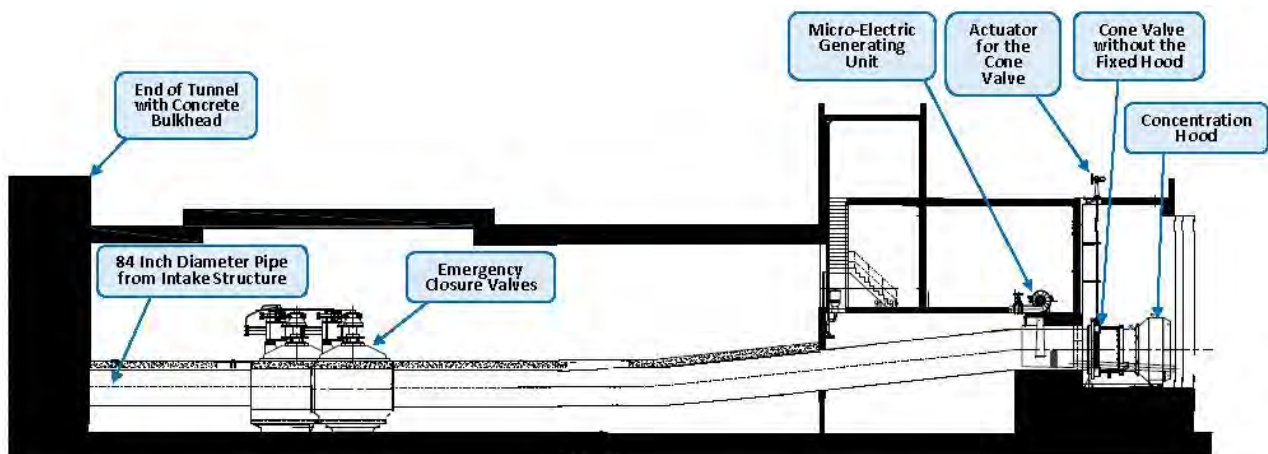 End of Tunnel
with Concrete
Bulkhead
84 Inch Diameter Pipe
from Intake Structure
Emergency
Closure Valves
Micro-Electric
Generating
Unit
Actuator
for the
Cone
Valve
Cone Valve
without the
Fixed Hood
Concentration
Hood